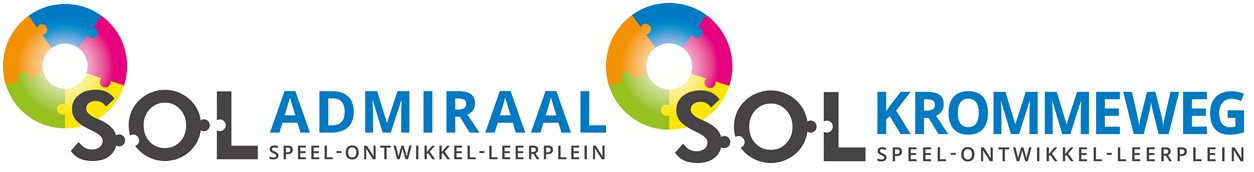 SOL ADMIRAAL
SPEEL-ONTWIKKEL-LEERPLEIN
SOL KROMMEWEG
SPEEL-ONTWIKKEL-LEERPLEIN